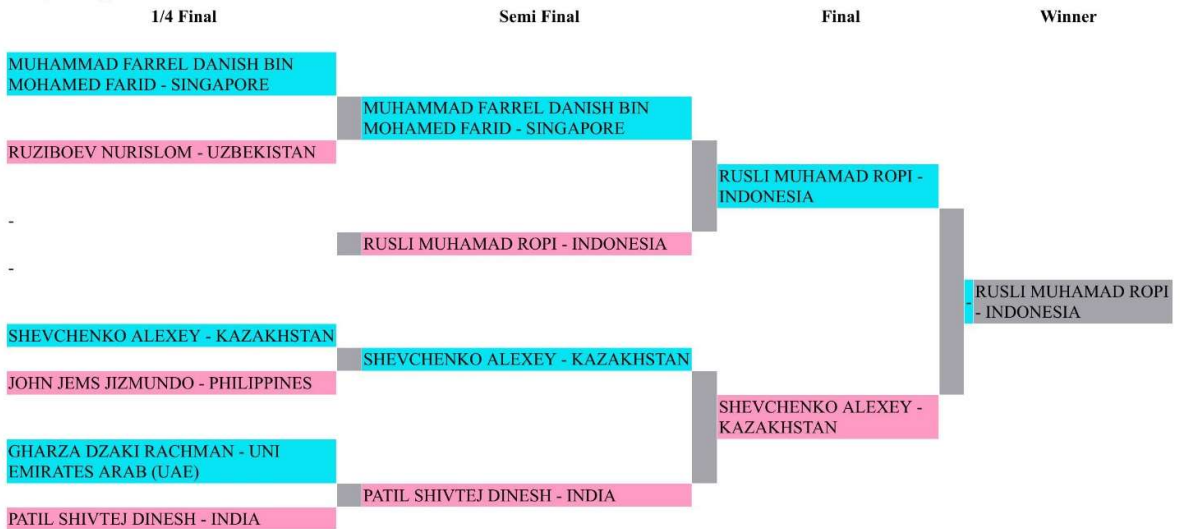 1/4 Final
Semi Final
Final
Winner
MUHAMMAD FARREL DANISH BIN
MOHAMED FARID - SINGAPORE
RUZIBOEV NURISLOM - UZBEKISTAN
-
-
SHEVCHENKO ALEXEY - KAZAKHSTAN
JOHN JEMS JIZMUNDO - PHILIPPINES
GHARZA DZAKI RACHMAN - UNI
EMIRATES ARAB (UAE)
PATIL SHIVTEJ DINESH - INDIA
MUHAMMAD FARREL DANISH BIN
MOHAMED FARID - SINGAPORE
RUSLI MUHAMAD ROPI - INDONESIA
SHEVCHENKO ALEXEY - KAZAKHSTAN
PATIL SHIVTEJ DINESH - INDIA
RUSLI MUHAMAD ROPI -
INDONESIA
SHEVCHENKO ALEXEY -
KAZAKHSTAN
-
RUSLI MUHAMAD ROPI
- INDONESIA